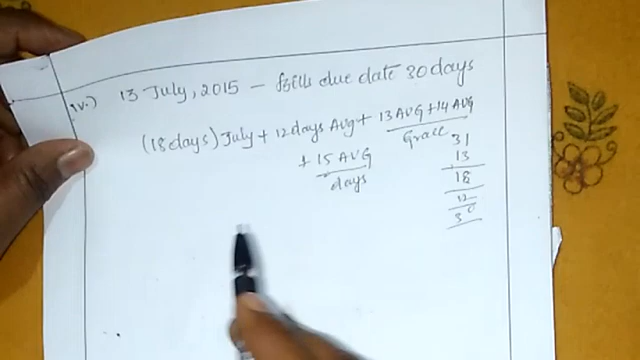 iv.) 13 July, 2015 - Bills due date 30 days
(18 days) July + 12 days Aug + 13 AUG + 14 AUG
Grace
+ 15 AUG
days
31
13
18
12
30